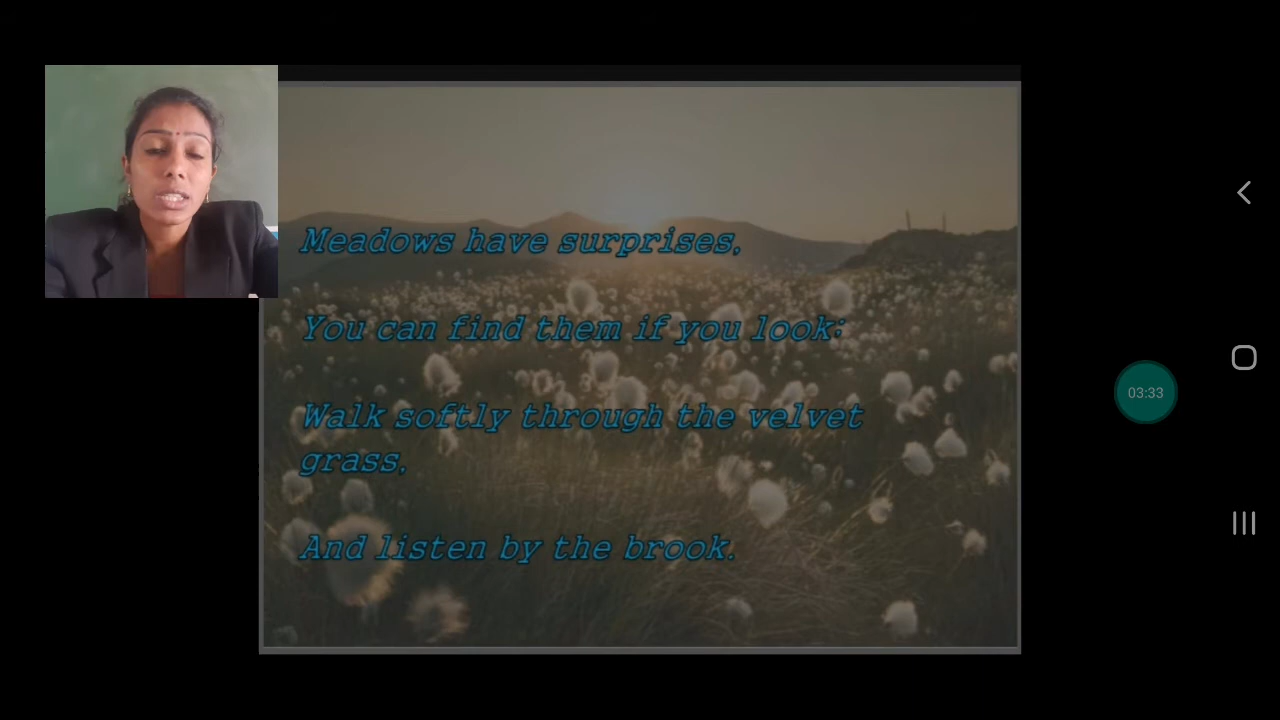 Meadows have surprises,
You can find them if you look;
Walk softly through the velvet
grass,
And listen by the brook.
03:33